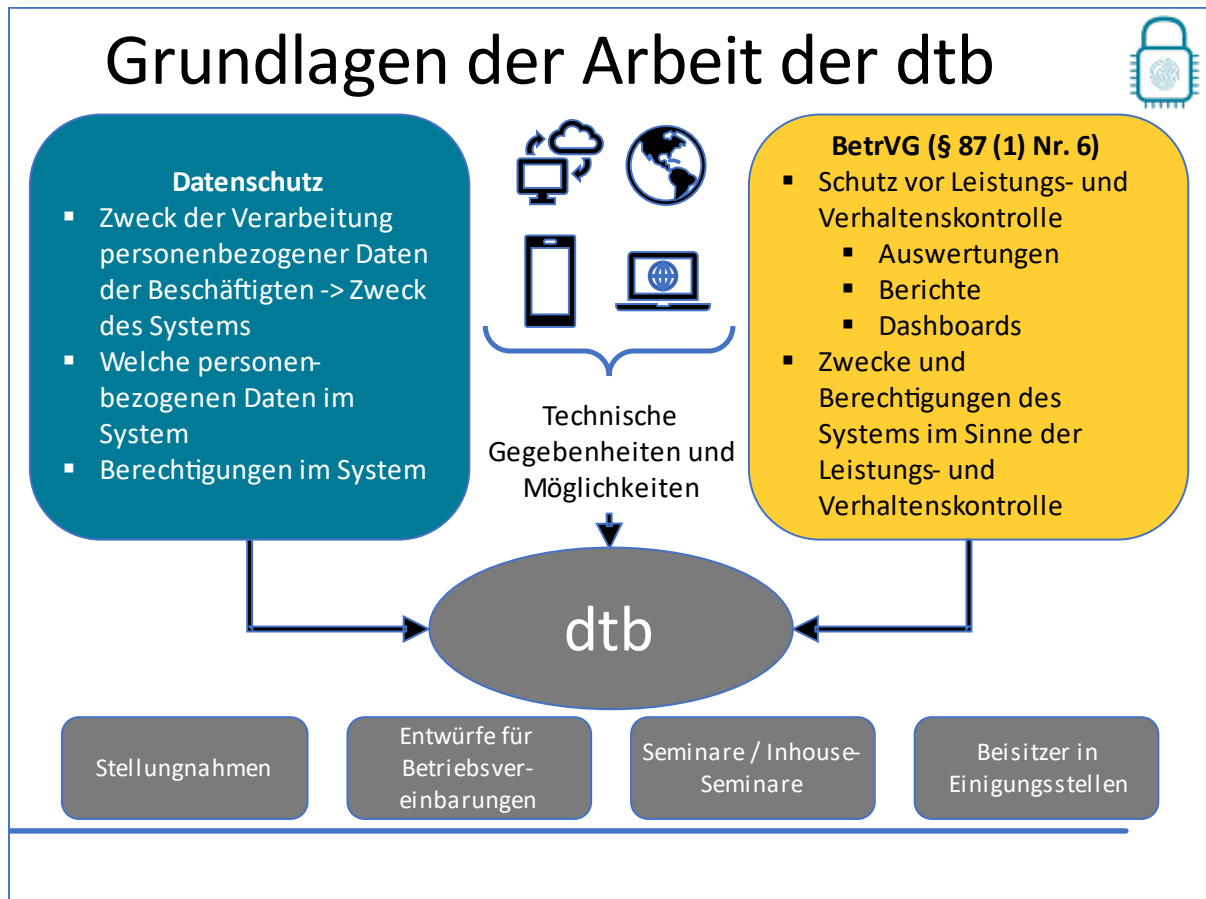 Grundlagen der Arbeit der dtb
Datenschutz
▪ Zweck der Verarbeitung
personenbezogener Daten
der Beschäftigten -> Zweck
des Systems
▪ Welche personen-
bezogenen Daten im
System
▪ Berechtigungen im System
Technische
Gegebenheiten und
Möglichkeiten
BetrVG (§ 87 (1) Nr. 6)
▪ Schutz vor Leistungs- und
Verhaltenskontrolle
▪ Auswertungen
▪ Berichte
▪ Dashboards
▪ Zwecke und
Berechtigungen des
Systems im Sinne der
Leistungs- und
Verhaltenskontrolle
dtb
Stellungnahmen
Entwürfe für
Betriebsver-
einbarungen
Seminare / Inhouse-
Seminare
Beisitzer in
Einigungsstellen